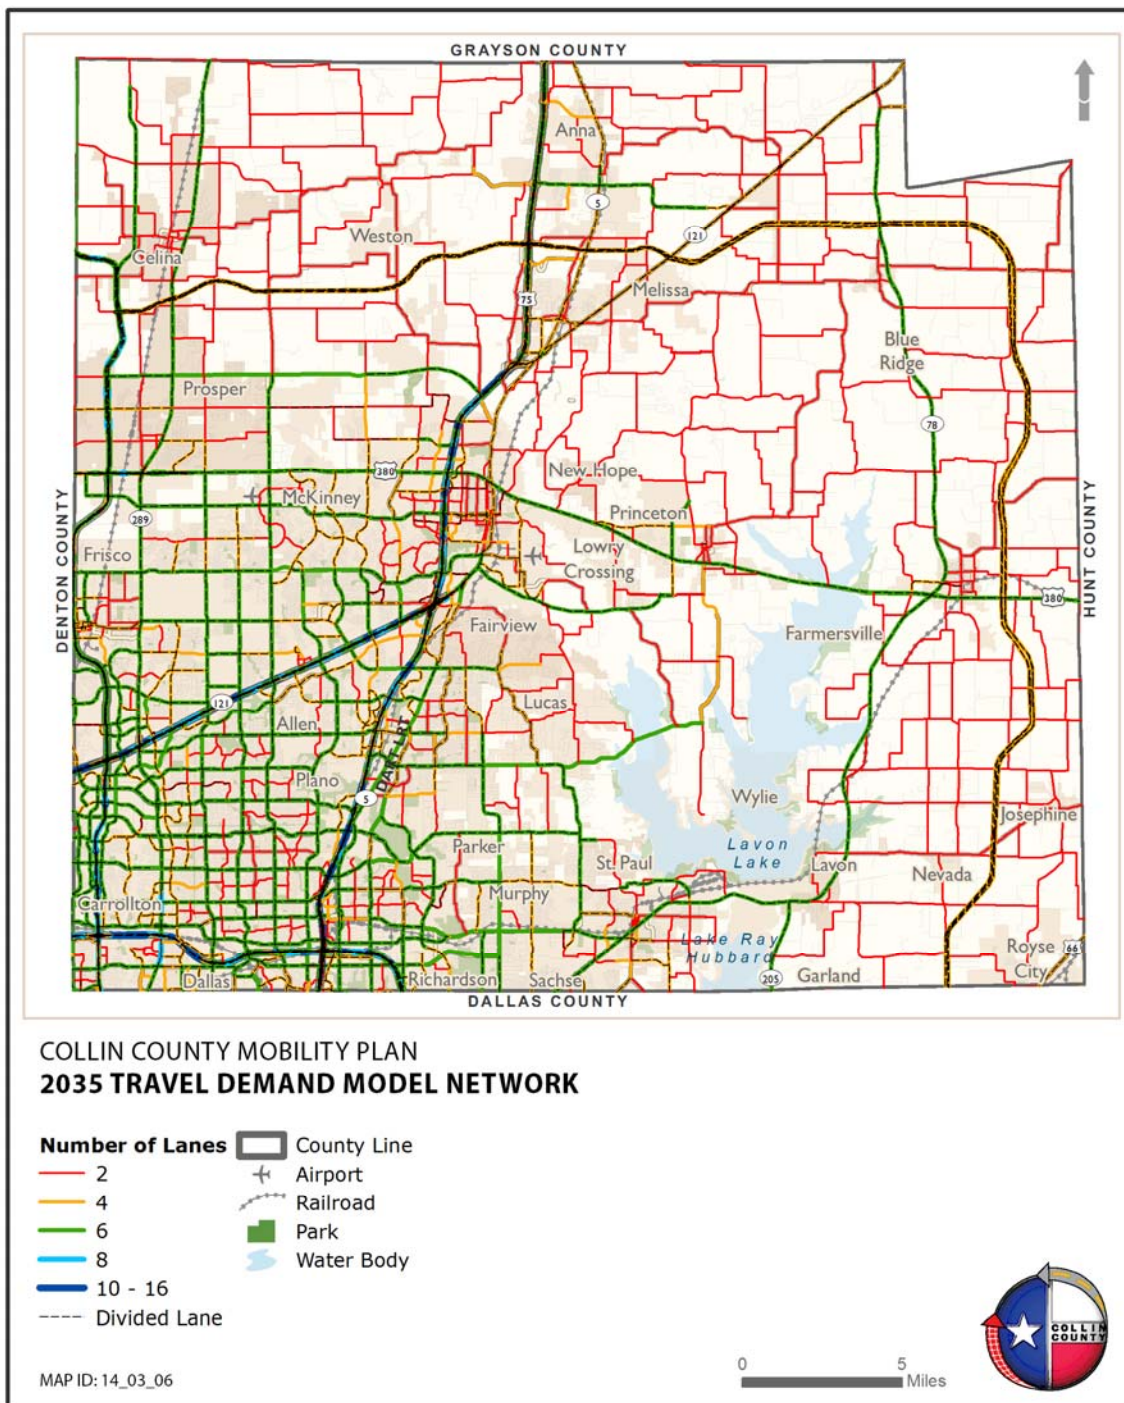 GRAYSON COUNTY
Anna
5
Weston
121
Celina
75
Melissa
Blue
Ridge
Prosper
78
New Hope
380
McKinney
Princeton
289
DENTON COUNTY
HUNT COUNTY
Frisco
Lowry
Crossing
380
Fairview
Farmersville
121
Lucas
Allen
DART LRT
Plano
5
Wylie
Josephine
Parker
Lavon
Lake
St. Paul
Lavon
Nevada
Murphy
Carrollton
Lake Ray
Hubbard
Royse
City
66
Dallas
Richardson
Sachse
205
Garland
DALLAS COUNTY
COLLIN COUNTY MOBILITY PLAN
2035 TRAVEL DEMAND MODEL NETWORK
Number of Lanes
2
4
6
8
10 - 16
Divided Lane
County Line
Airport
Railroad
Park
Water Body
MAP ID: 14_03_06
0 5
Miles
COLLIN
COUNTY